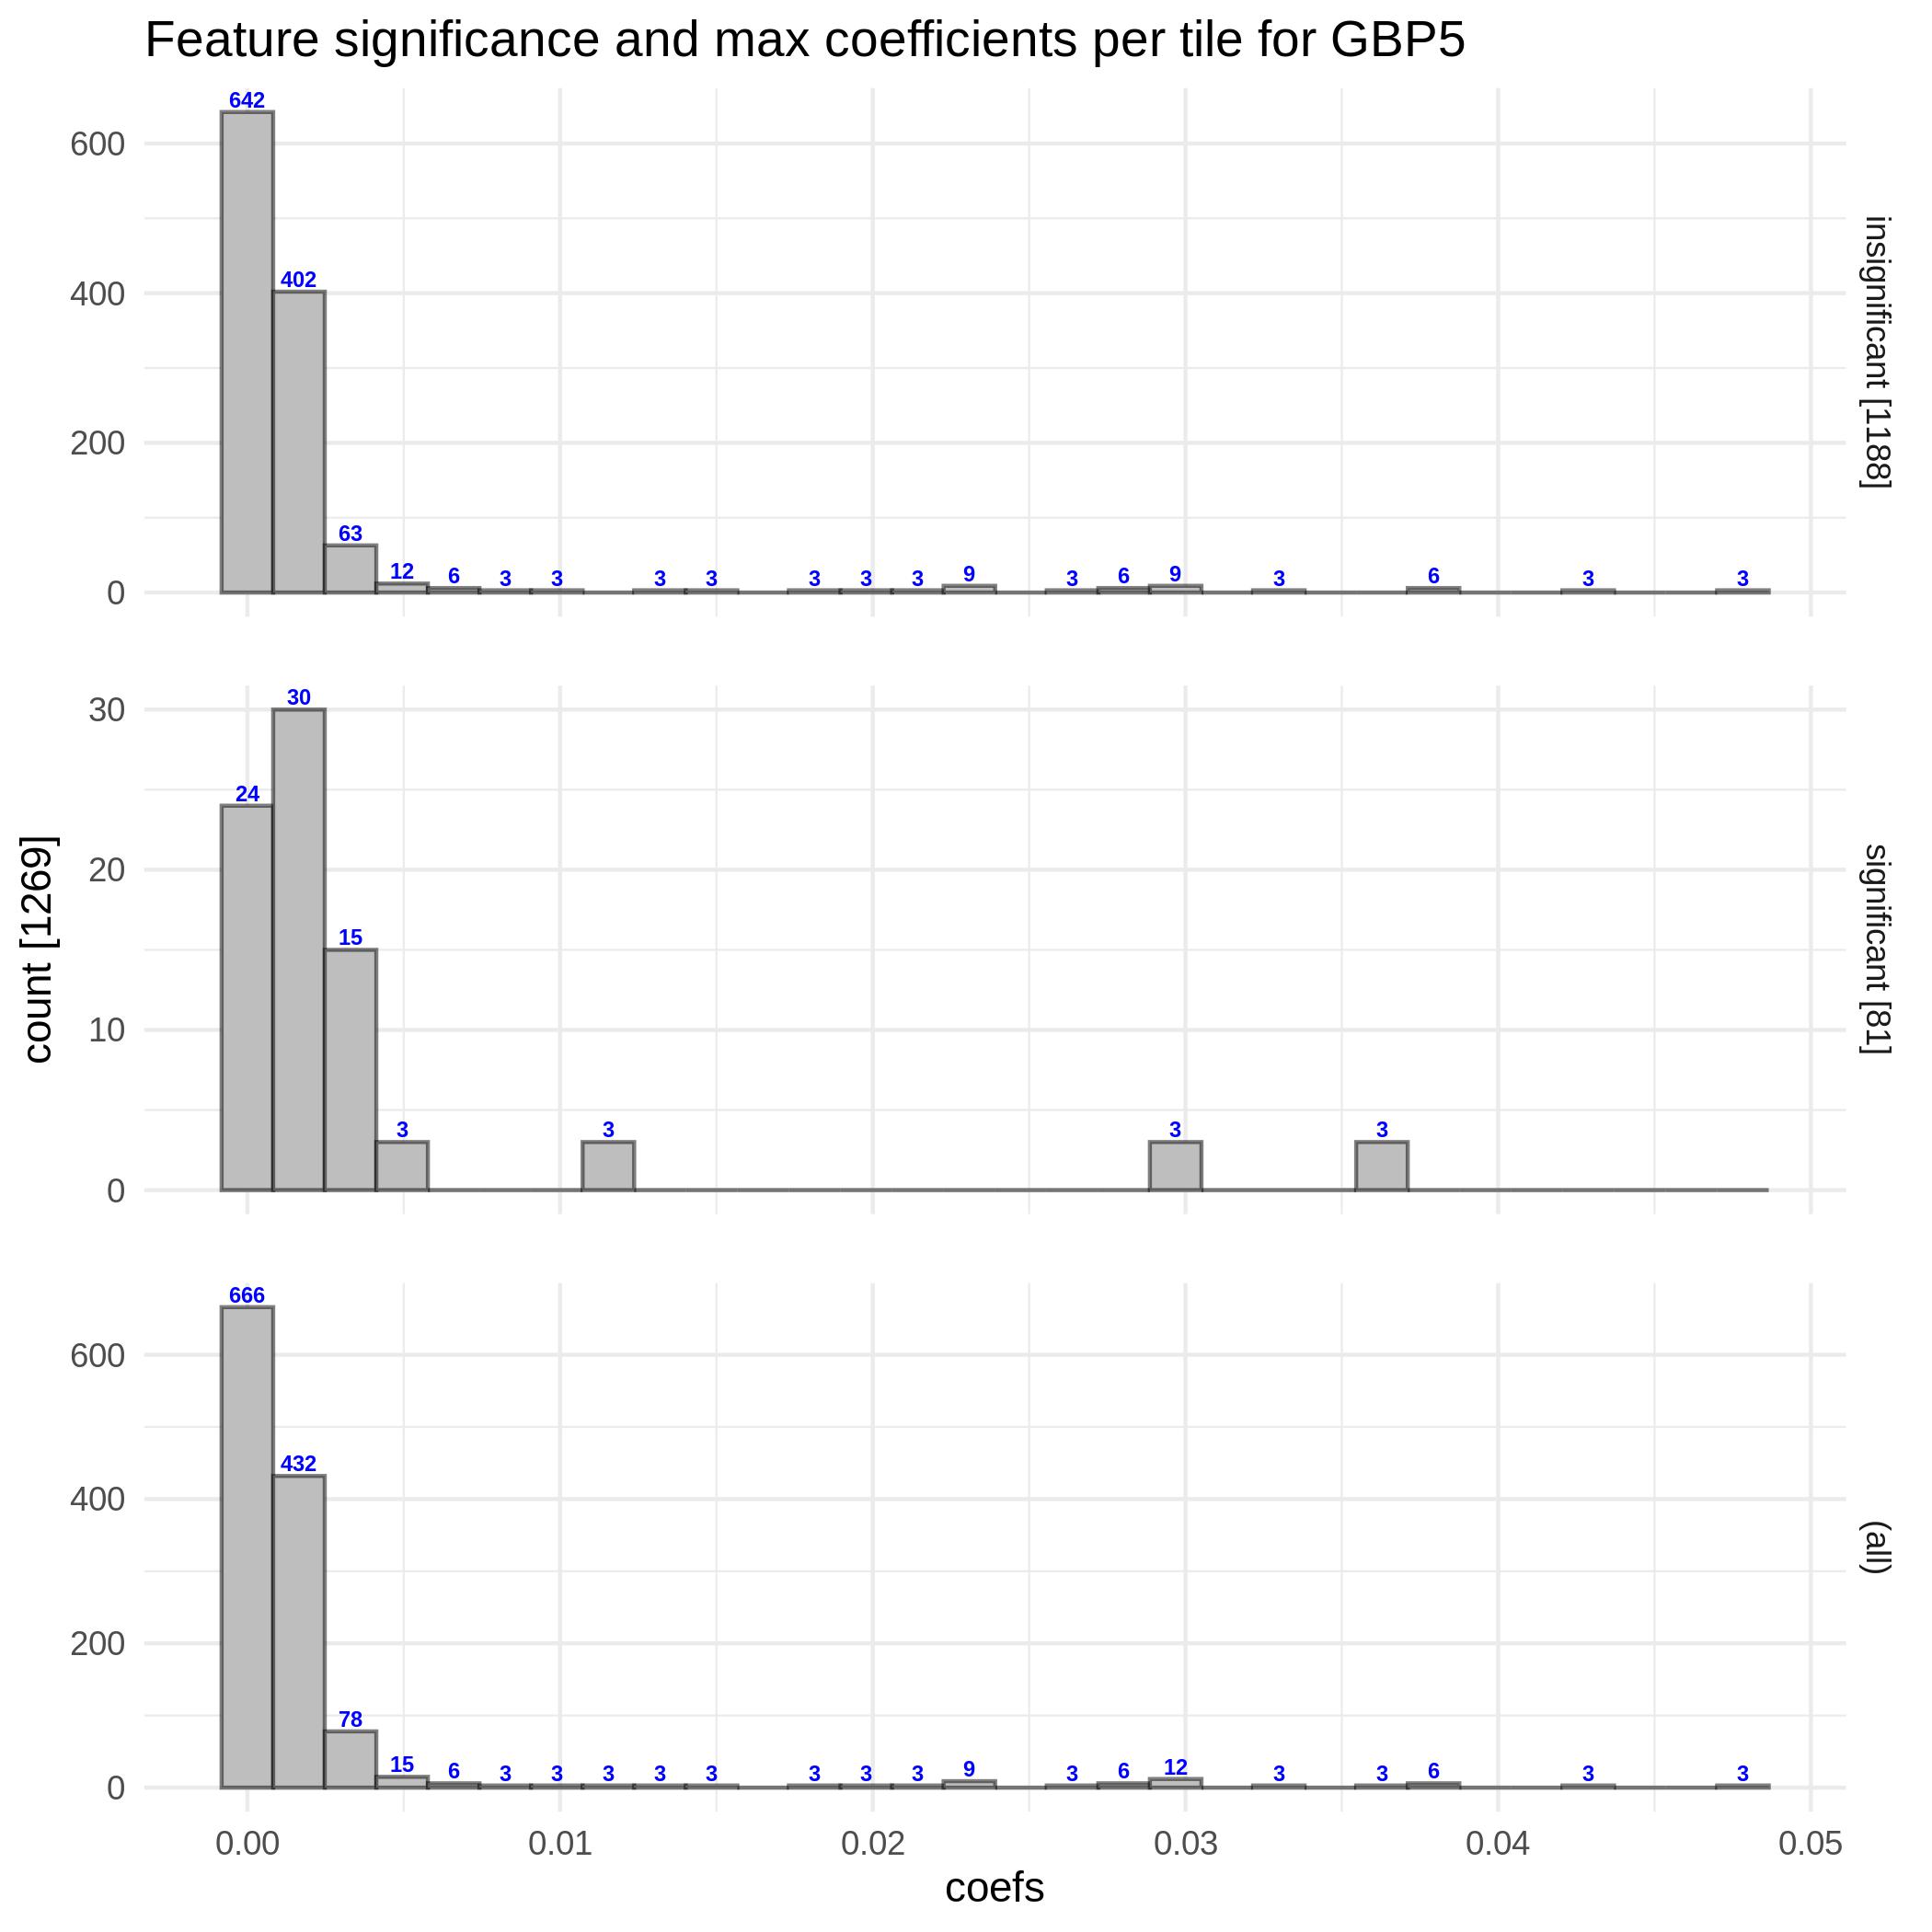 Feature significance and max coefficients per tile for GBP5
642
402
63
12 6 3 3 3 3 3 3 3 9 3 6 9 3 6 3 3
600
400
200
0
insignificant [1188]
30
24
15
3 3 3 3
30
20
10
0
significant [81]
count [1269]
666
432
78
15 6 3 3 3 3 3 3 3 3 9 3 6 12 3 3 6 3 3
600
400
200
0
(all)
0.00 0.01 0.02 0.03 0.04 0.05
coefs